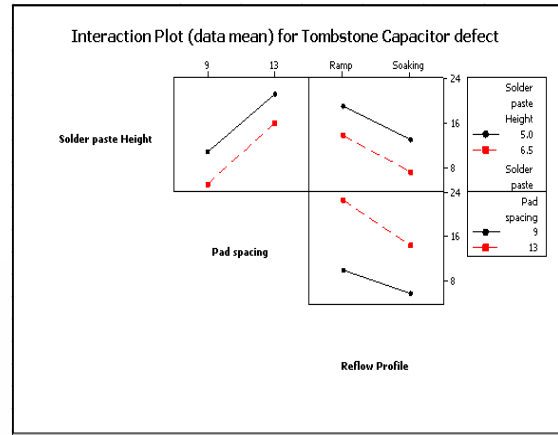 Interaction Plot (data mean) for Tombstone Capacitor defect
9 13 Ramp Soaking
Solder paste Height
24
16
8
Solder
paste
Height
5.0
6.5
Solder
paste
24
16
8
Pad
spacing
9
13
Pad spacing
Reflow Profile